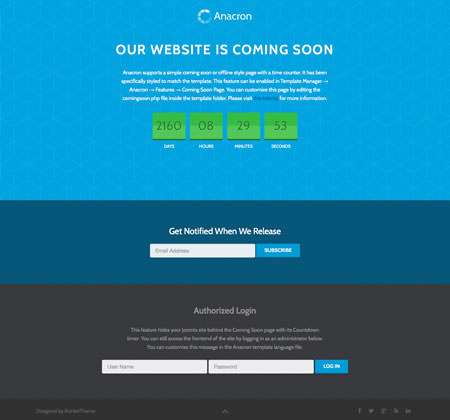 Anacron
OUR WEBSITE IS COMING SOON
Anacron supports a simple coming soon or offline style page with a time counter. It has been
specifically styled to match the template. This feature can be enabled in Template Manager →
Anacron → Features → Coming Soon Page. You can customise this page by editing the
comingsoon.php file inside the template folder. Please visit for more information.
2160 08 29 53
DAYS HOURS MINUTES SECONDS
Get Notified When We Release
Email Address SUBSCRIBE
Authorized Login
This feature hides your Joomla site behind the Coming Soon page with its Countdown
timer. You can still access the frontend of the site by logging in as an administrator below.
You can customize this message in the Anacron template language file.
User Name Password LOG IN
Designed by RocketTheme